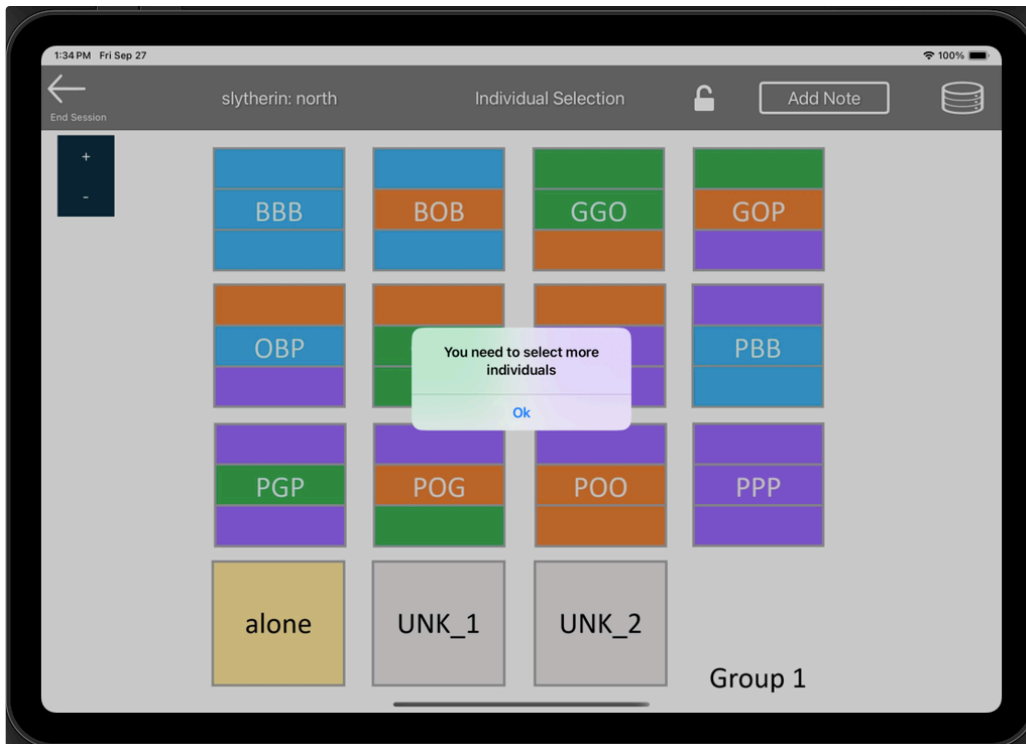 1:34 PM Fri Sep 27
100%
End Session
slytherin: north
Individual Selection
Add Note
+
-
BBB
BOB
GGO
GOP
OBP
PBB
You need to select more
individuals
Ok
PGP
POG
POO
PPP
alone
UNK_1
UNK_2
Group 1